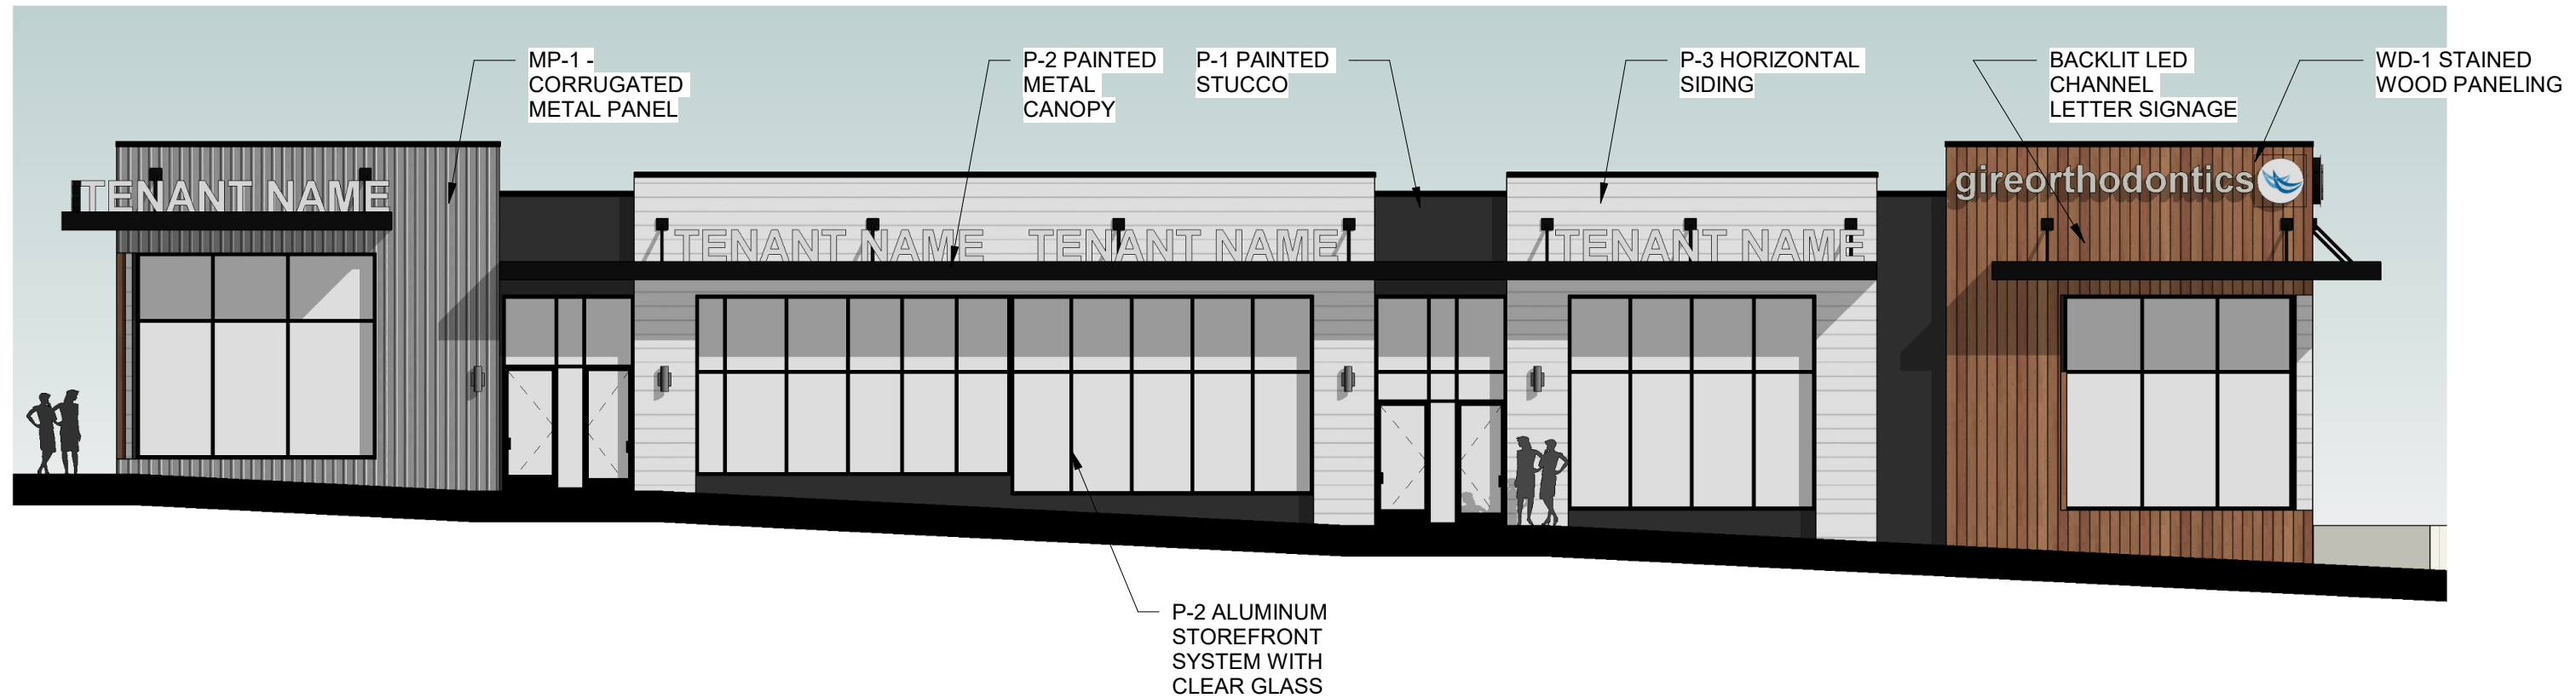 MP-1 -
CORRUGATED
METAL PANEL
P-2 PAINTED
METAL
CANOPY
P-1 PAINTED
STUCCO
P-3 HORIZONTAL
SIDING
BACKLIT LED
CHANNEL
LETTER SIGNAGE
WD-1 STAINED
WOOD PANELING
TENANT NAME
TENANT NAME
TENANT NAME
TENANT NAME
gireorthodontics
P-2 ALUMINUM
STOREFRONT
SYSTEM WITH
CLEAR GLASS